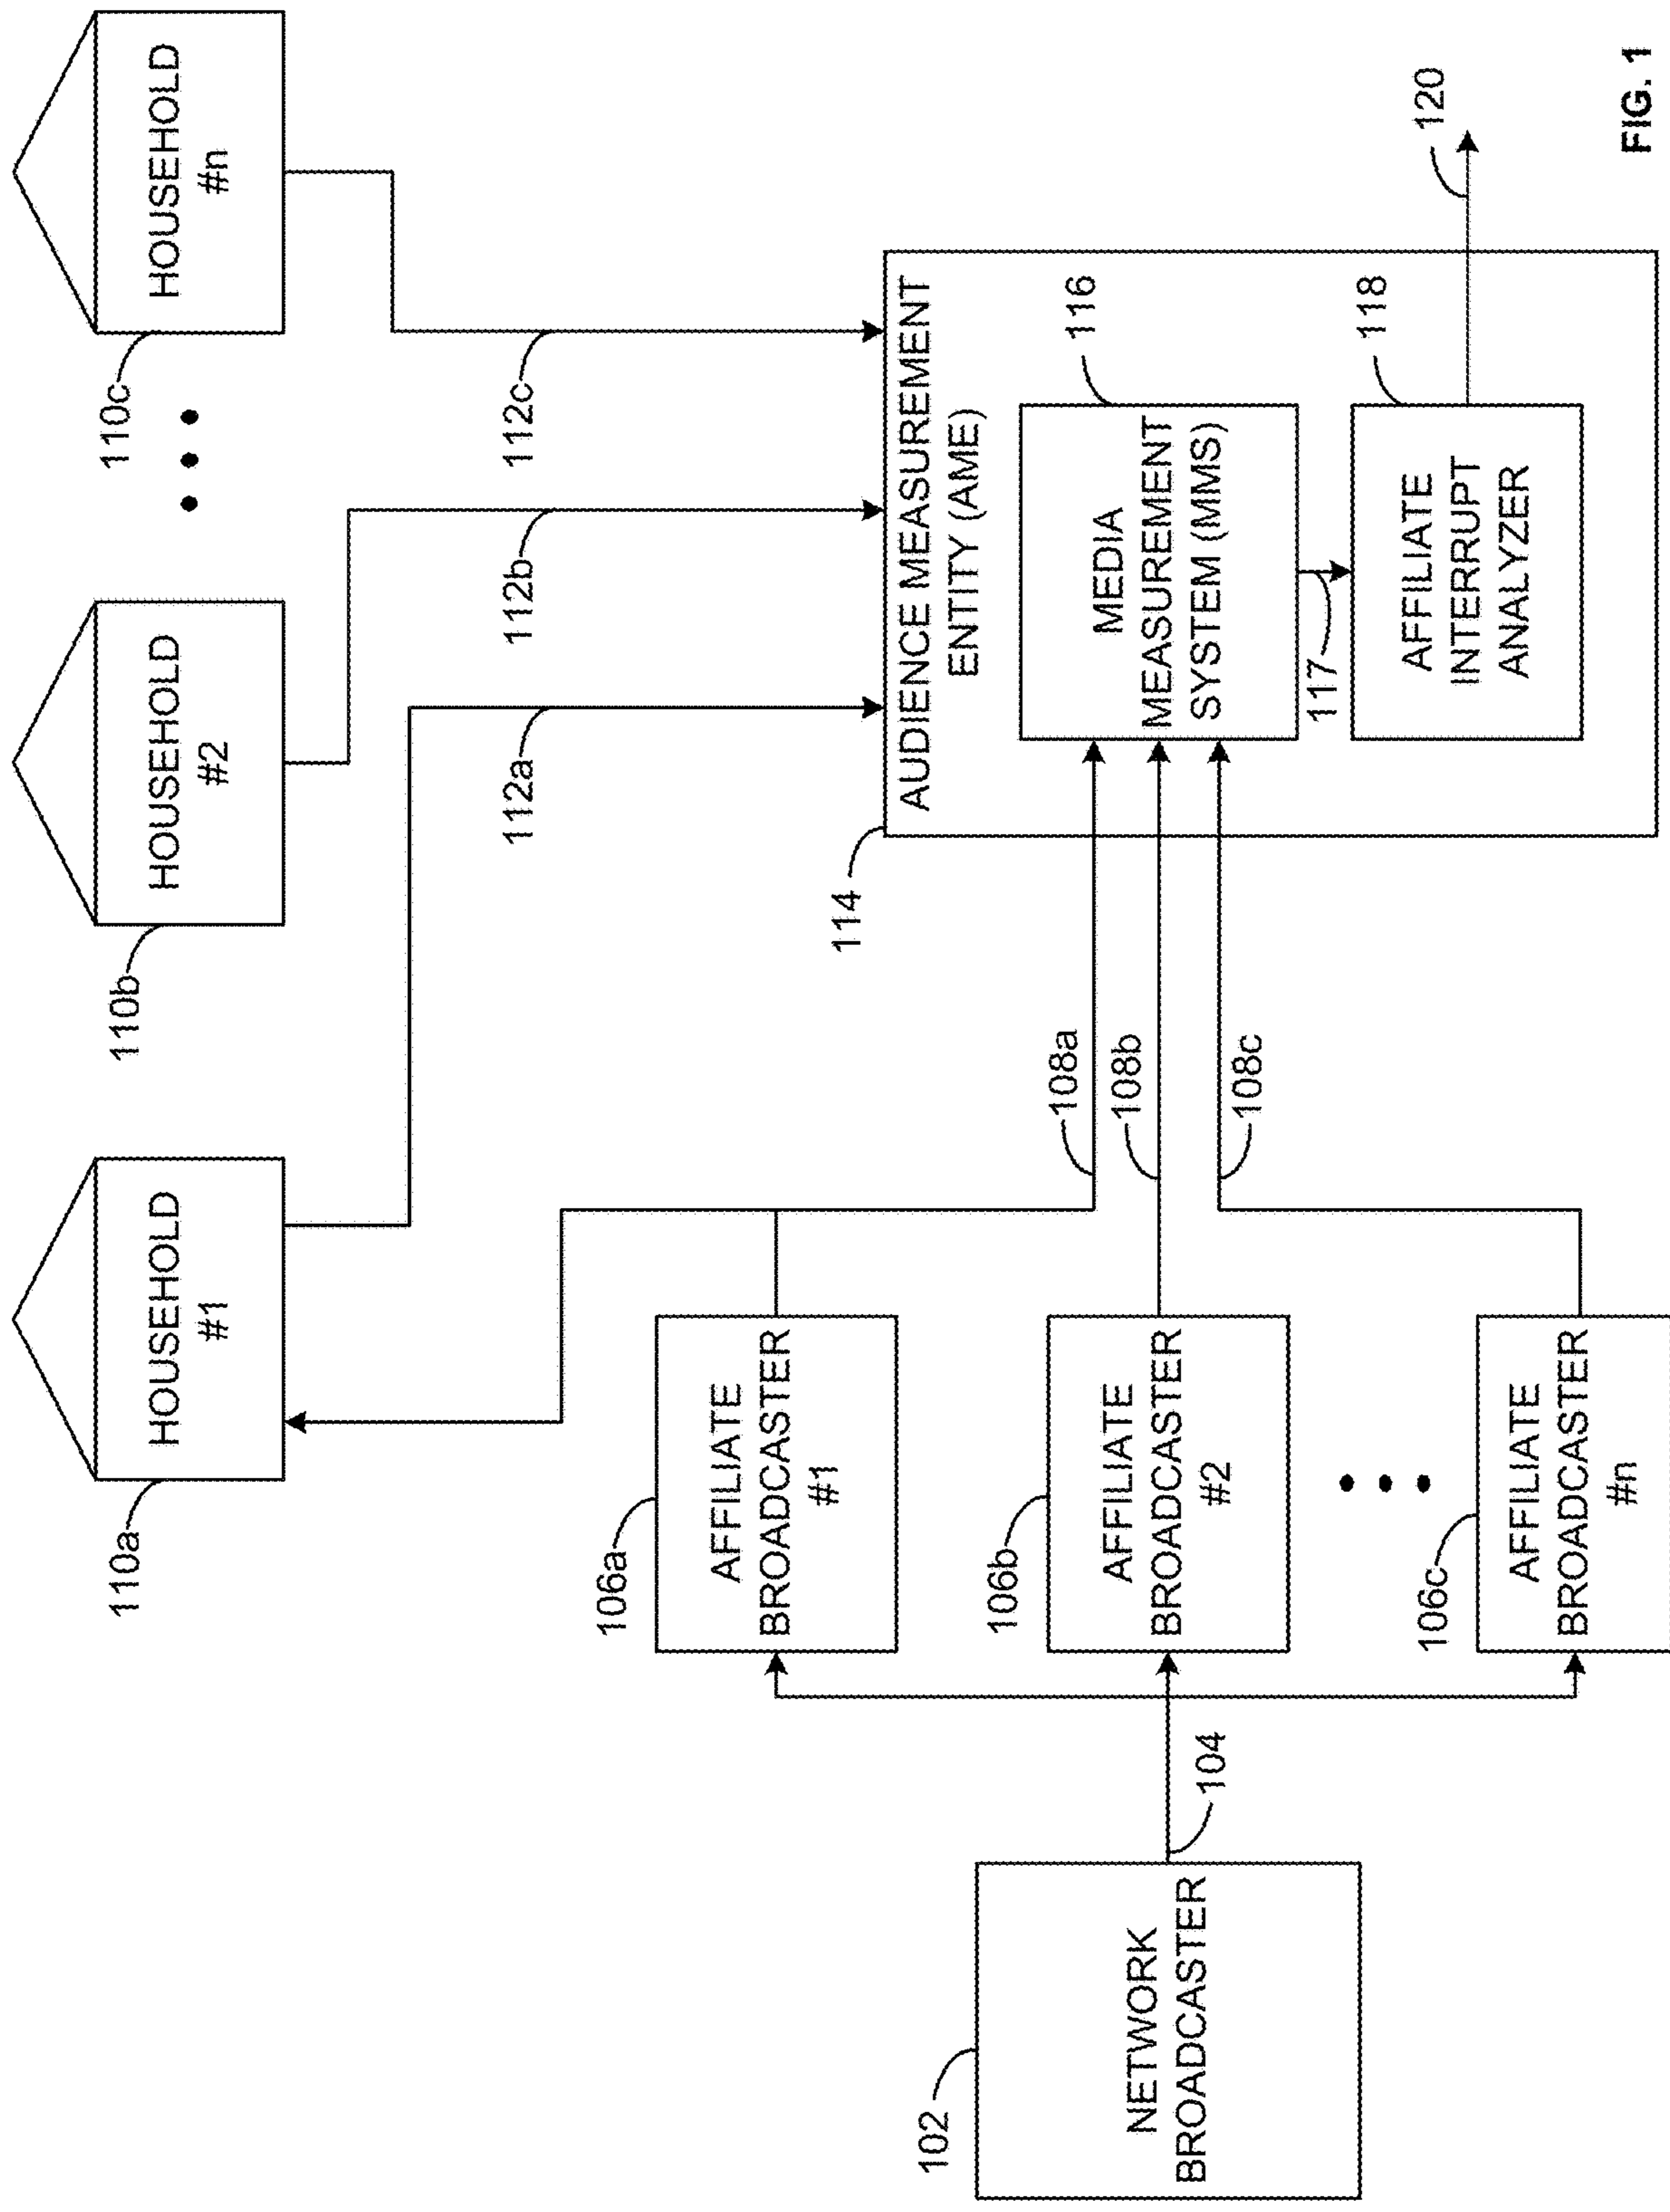 HOUSEHOLD
#1
110a
HOUSEHOLD
#2
110b
HOUSEHOLD
#n
110c
112a
112b
112c
AFFILIATE
BROADCASTER
#1
106a
AFFILIATE
BROADCASTER
#2
106b
AFFILIATE
BROADCASTER
#n
106c
NETWORK
BROADCASTER
102
104
108a
108b
108c
114
AUDIENCE MEASUREMENT
ENTITY (AME)
MEDIA
MEASUREMENT
SYSTEM (MMS)
116
117
AFFILIATE
INTERRUPT
ANALYZER
118
120
FIG. 1